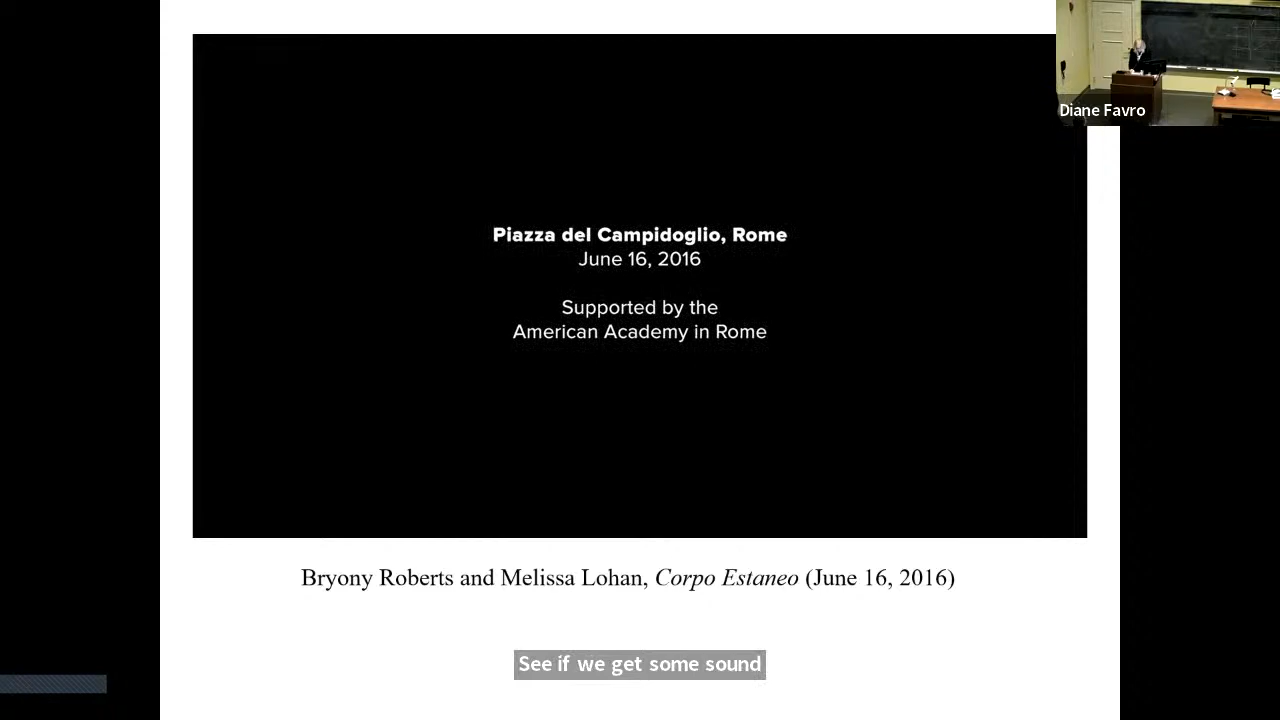 Diane Favro
Piazza del Campidoglio, Rome
June 16, 2016
Supported by the
American Academy in Rome
Bryony Roberts and Melissa Lohan, Corpo Estaneo (June 16, 2016)
See if we get some sound